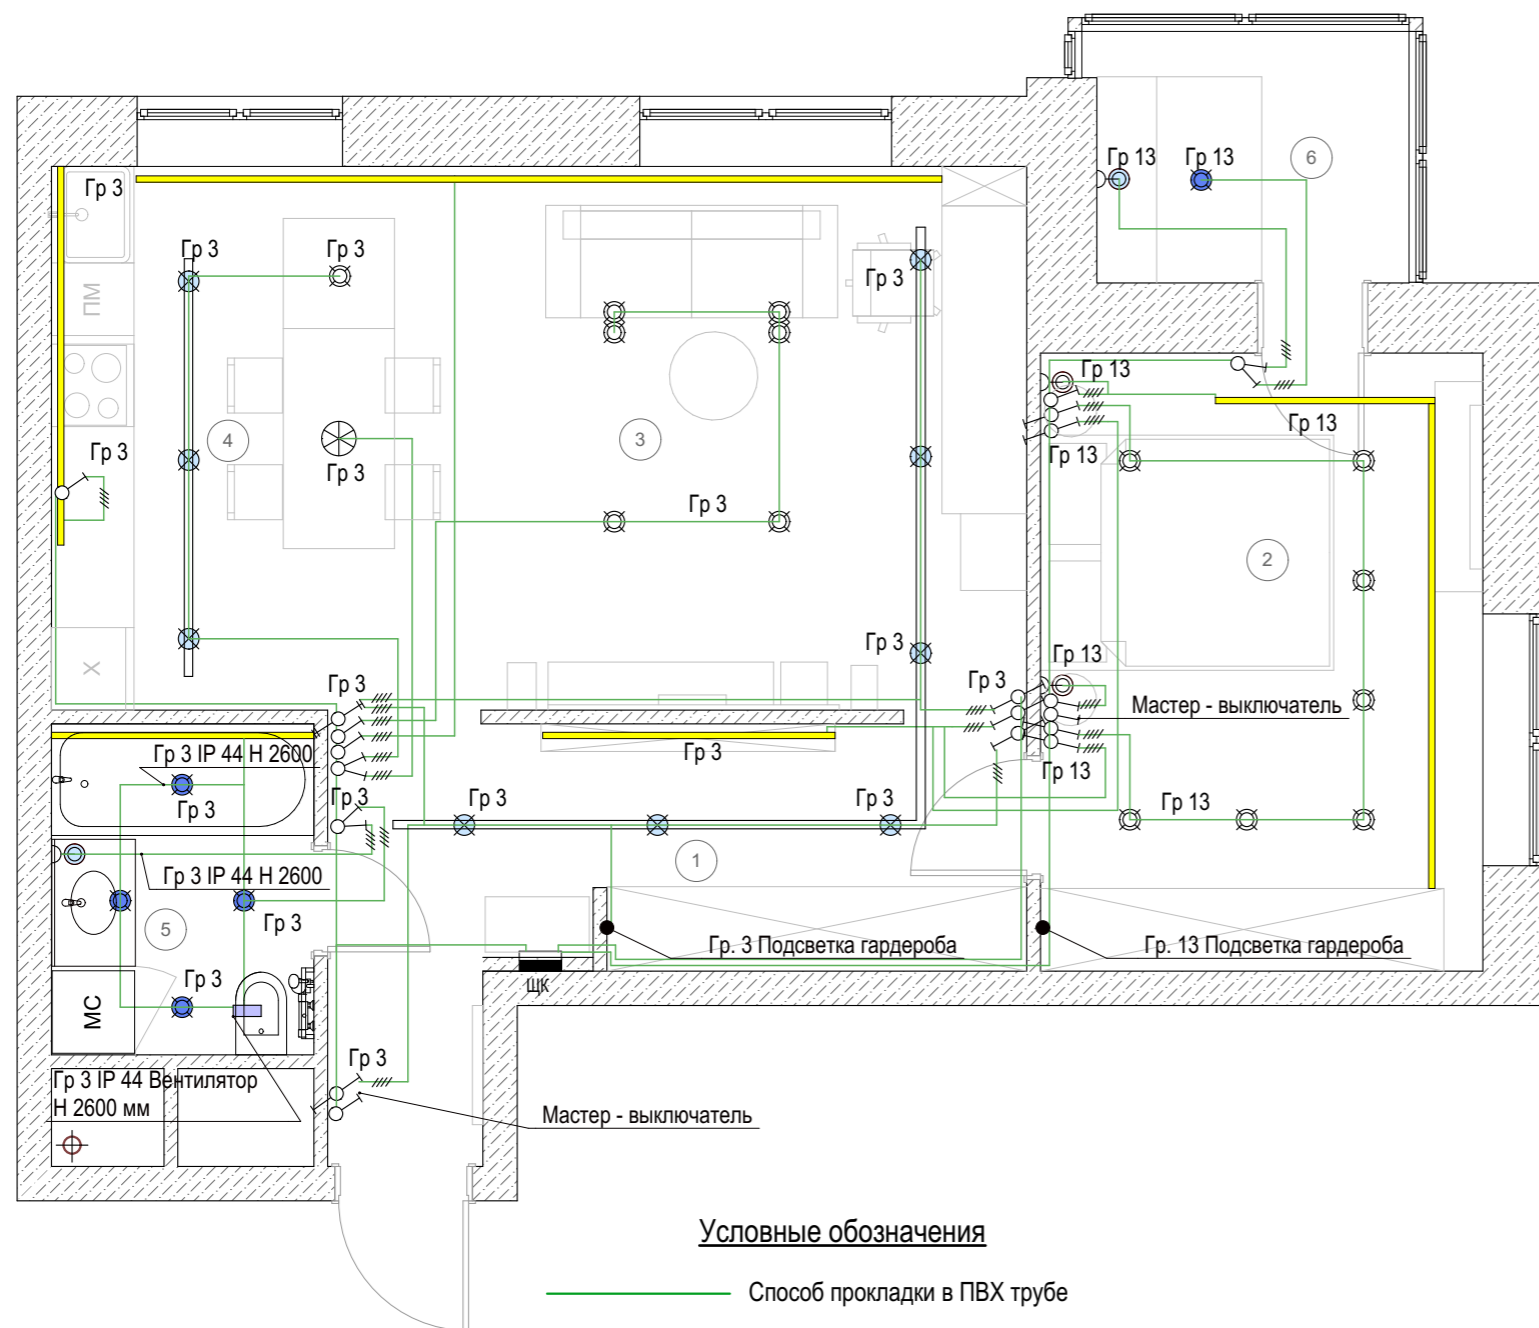 Гр 13
Гр 13
6
Гр 3
Гр 3
Гр 3
Гр 3
ПМ
Гр 13
Гр 13
4
3
Гр 3
Гр 3
Гр 13
Гр 3
2
Гр 3
Х
Гр 3
Гр 3
Гр 13
Мастер - выключатель
Гр 3 IP 44 H 2600
Гр 3
Гр 13
Гр 3
Гр 3
Гр 3
Гр 3
Гр 13
1
Гр 3 IP 44 H 2600
Гр 3
5
Гр. 3 Подсветка гардероба
Гр. 13 Подсветка гардероба
Гр 3
ЩК
МС
Гр 3
Гр 3 IP 44 Вентилятор
H 2600 мм
Мастер - выключатель
Условные обозначения
Способ прокладки в ПВХ трубе